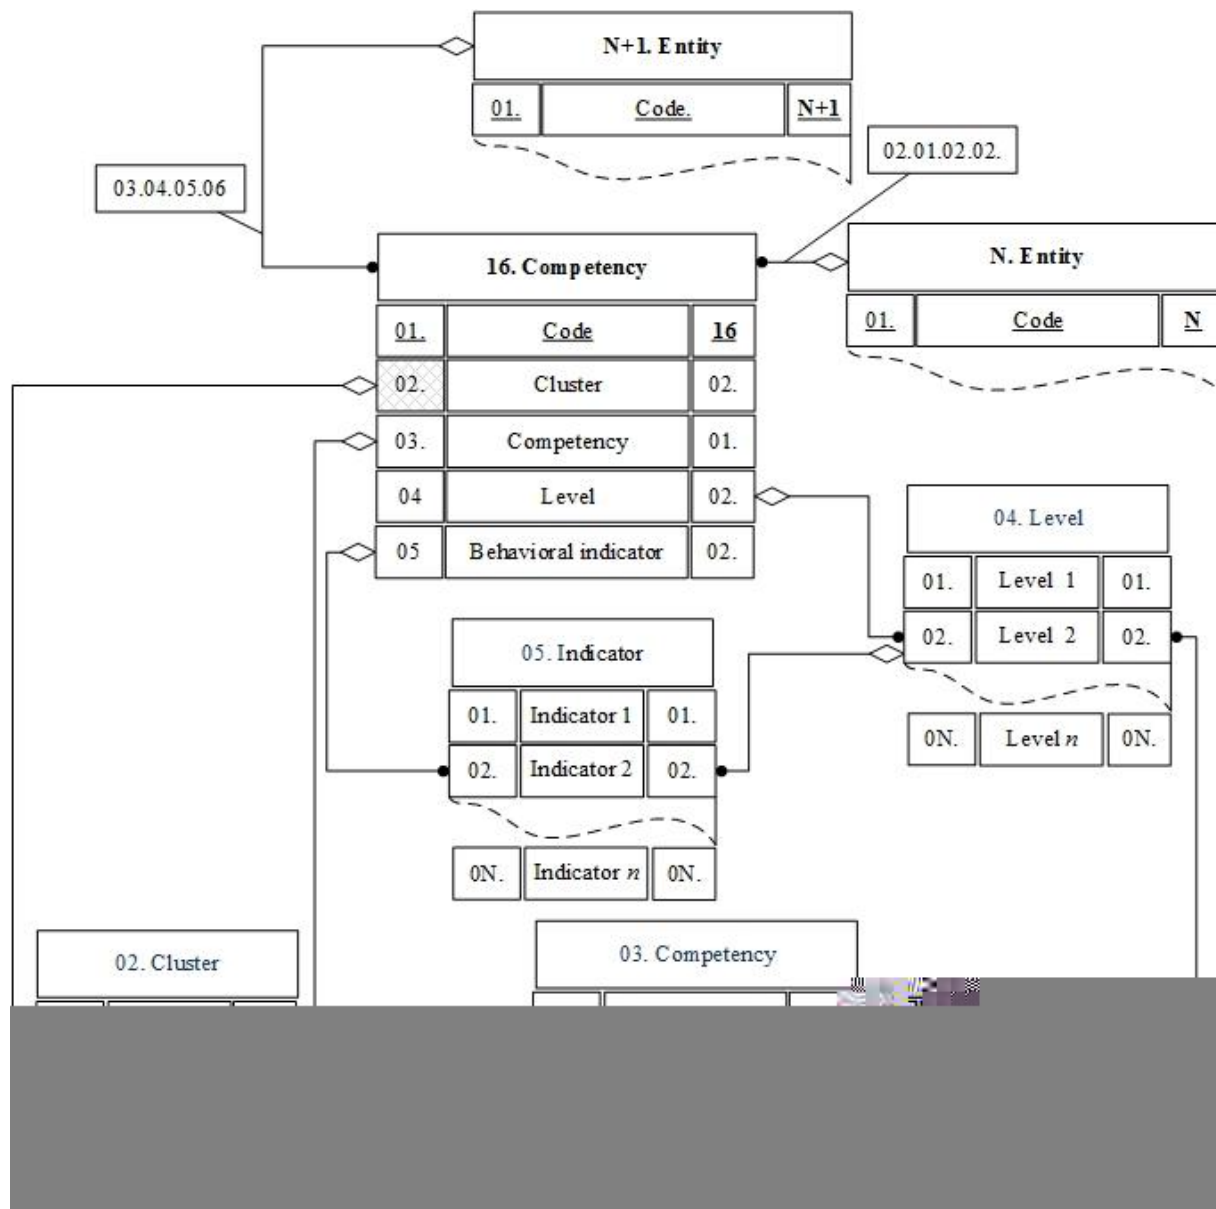 N+1. Entity
01. Code. N+1
02.01.02.02.
03.04.05.06
N. Entity
16. Competency
01. Code N
01. Code 16
02. Cluster 02.
03. Competency 01.
04 Level 02.
04. Level
05 Behavioral indicator 02.
01. Level 1 01.
02. Level 2 02.
05. Indicator
01. Indicator 1 01.
0N. Level n 0N.
02. Indicator 2 02.
0N. Indicator n 0N.
02. Cluster
03. Competency